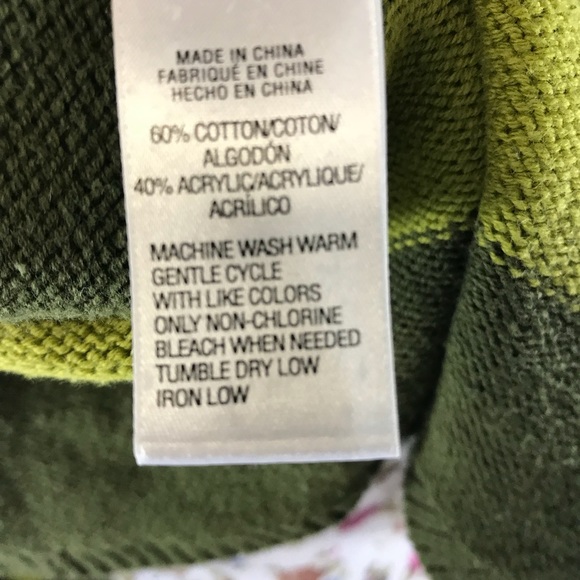 MADE IN CHINA
FABRIQUÉ EN CHINE
HECHO EN CHINA
60% COTTON/COTON/
ALGODÓN
40% ACRYLIC/ACRYLIQUE/
ACRÍLICO
MACHINE WASH WARM
GENTLE CYCLE
WITH LIKE COLORS
ONLY NON-CHLORINE
BLEACH WHEN NEEDED
TUMBLE DRY LOW
IRON LOW